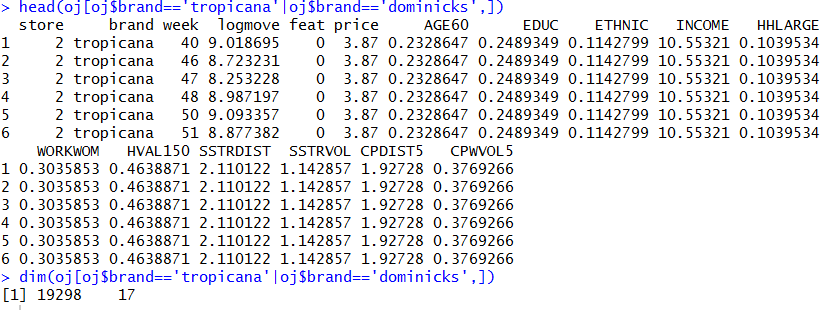 > head(oj[oj$brand=='tropicana'|oj$brand=='dominicks',])
  store     brand week  logmove feat price     AGE60      EDUC    ETHNIC   INCOME   HHLARGE
1     2 tropicana   40 9.018695    0  3.87 0.2328647 0.2489349 0.1142799 10.55321 0.1039534
2     2 tropicana   46 8.723231    0  3.87 0.2328647 0.2489349 0.1142799 10.55321 0.1039534
3     2 tropicana   47 8.253228    0  3.87 0.2328647 0.2489349 0.1142799 10.55321 0.1039534
4     2 tropicana   48 8.987197    0  3.87 0.2328647 0.2489349 0.1142799 10.55321 0.1039534
5     2 tropicana   50 9.093357    0  3.87 0.2328647 0.2489349 0.1142799 10.55321 0.1039534
6     2 tropicana   51 8.877382    0  3.87 0.2328647 0.2489349 0.1142799 10.55321 0.1039534
    WORKWOM   HVAL150 SSTRDIST  SSTRVOL CPDIST5   CPWVOL5
1 0.3035853 0.4638871 2.110122 1.142857 1.92728 0.3769266
2 0.3035853 0.4638871 2.110122 1.142857 1.92728 0.3769266
3 0.3035853 0.4638871 2.110122 1.142857 1.92728 0.3769266
4 0.3035853 0.4638871 2.110122 1.142857 1.92728 0.3769266
5 0.3035853 0.4638871 2.110122 1.142857 1.92728 0.3769266
6 0.3035853 0.4638871 2.110122 1.142857 1.92728 0.3769266
> dim(oj[oj$brand=='tropicana'|oj$brand=='dominicks',])
[1] 19298    17